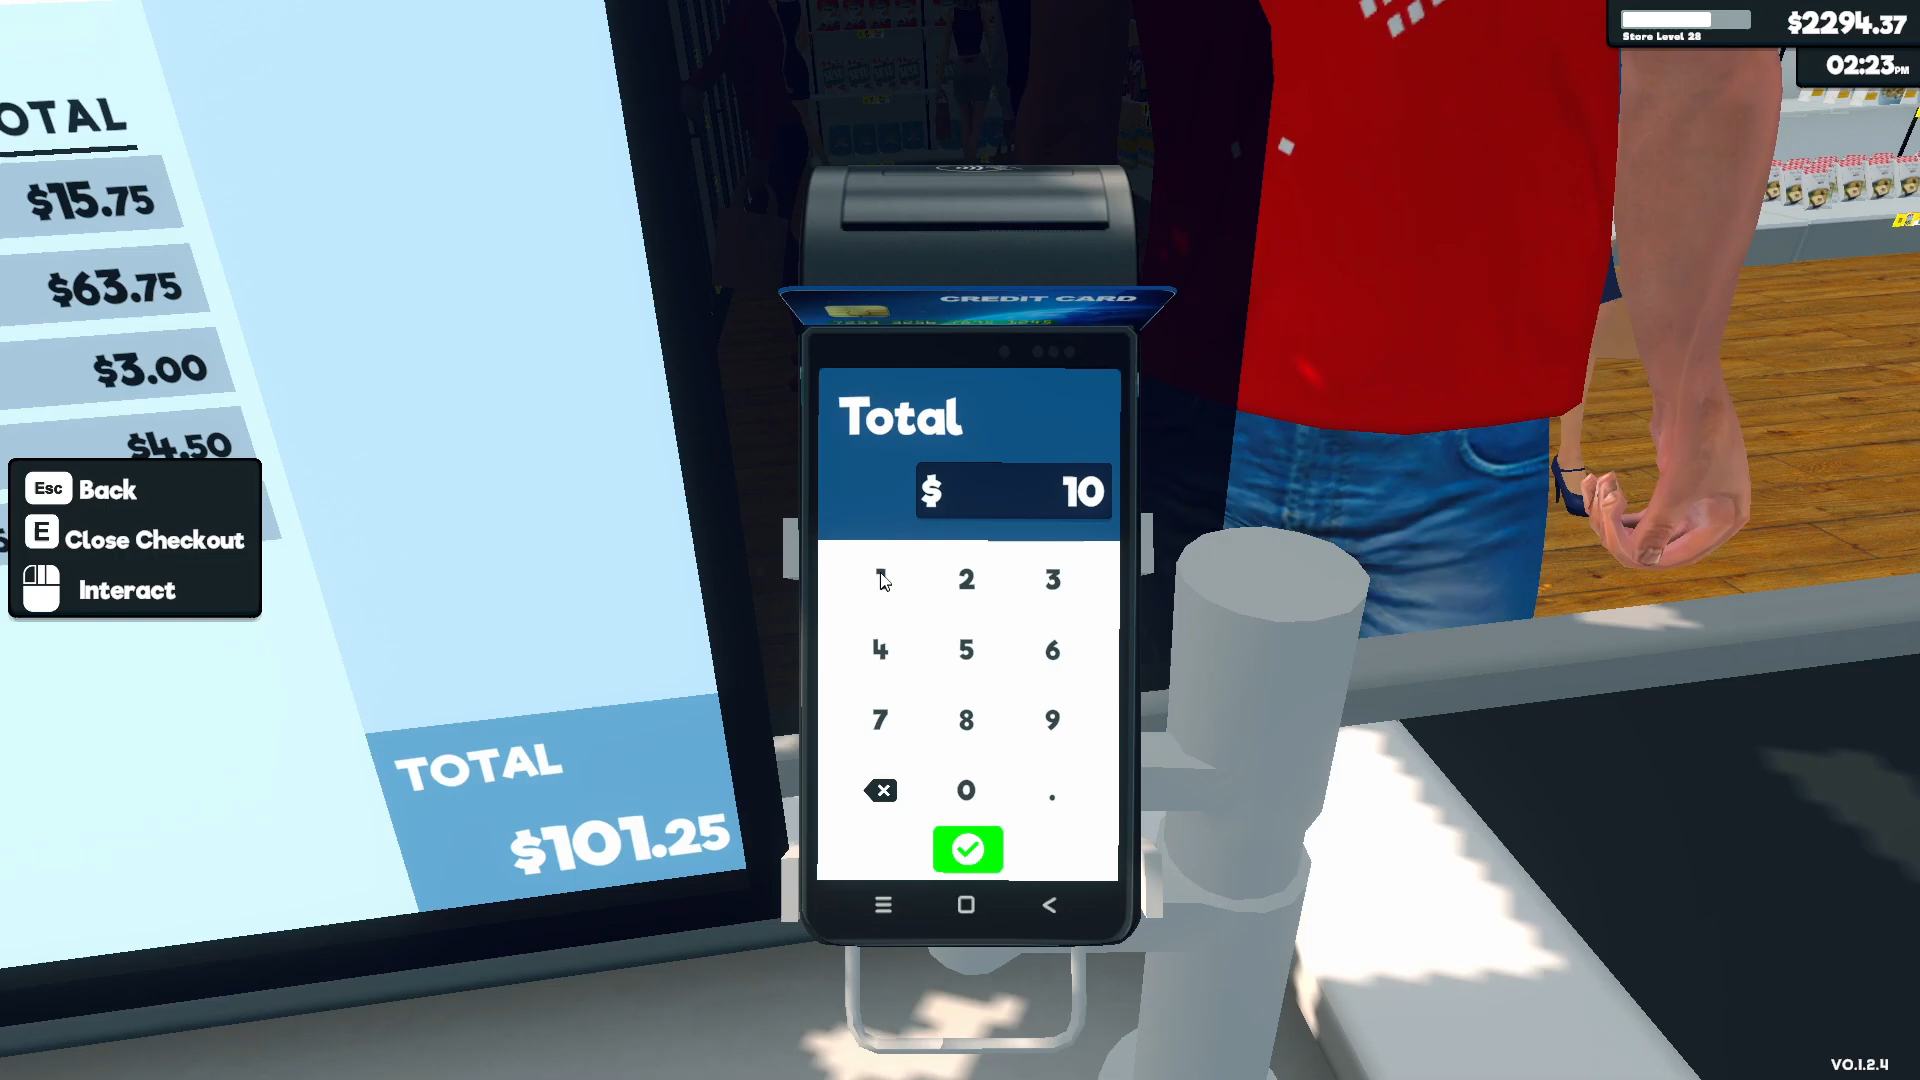 Store Level 28
$2294.37
02:23PM
OTAL
$15.75
$63.75
$3.00
$4.50
Esc Back
E Close Checkout
Interact
TOTAL
$101.25
CREDIT CARD
Total
$ 10
1 2 3
4 5 6
7 8 9
0 .
V0.1.2.4